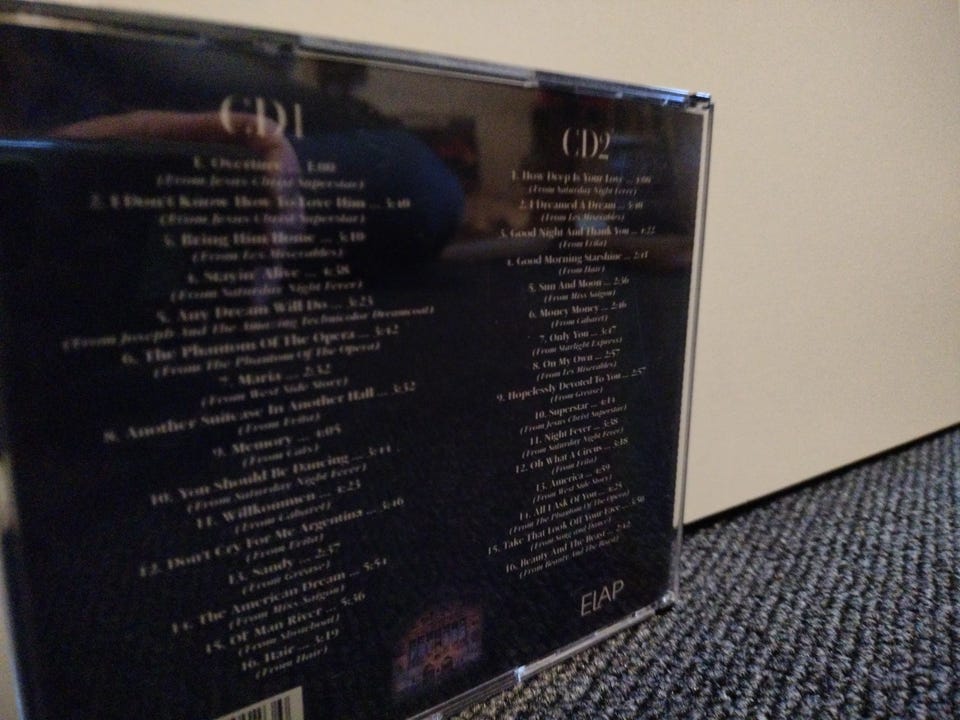 CD1
1. Overture ... 4:00
(From Jesus Christ Superstar)
2. I Don't Know How To Love Him ... 3:40
(From Jesus Christ Superstar)
3. Bring Him Home ... 3:19
(From Les Miserables)
4. Stayin' Alive ... 4:58
(From Saturday Night Fever)
5. Any Dream Will Do ... 3:23
(From Joseph And The Amazing Technicolor Dreamcoat)
6. The Phantom Of The Opera ... 3:42
(From The Phantom Of The Opera)
7. Maria ... 2:32
(From West Side Story)
8. Another Suitcase In Another Hall ... 3:32
(From Evita)
9. Memory ... 4:05
(From Cats)
10. You Should Be Dancing ... 3:44
(From Saturday Night Fever)
11. Willkommen ... 4:23
(From Cabaret)
12. Don't Cry For Me Argentina ... 3:46
(From Evita)
13. Sandy ... 2:37
(From Grease)
14. The American Dream ... 5:54
(From Miss Saigon)
15. Ol' Man River ... 3:36
(From Showboat)
16. Hair ... 3:19
(From Hair)
CD2
1. How Deep Is Your Love ...
(From Saturday Night Fever)
2. I Dreamed A Dream ...
(From Les Miserables)
3. Good Night And Thank You ... 4:22
(From Evita)
4. Good Morning Starshine ... 2:41
(From Hair)
5. Sun And Moon ... 2:36
(From Miss Saigon)
6. Money Money ... 2:46
(From Cabaret)
7. Only You ... 3:47
(From Starlight Express)
8. On My Own ... 2:57
(From Les Miserables)
9. Hopelessly Devoted To You ... 2:57
(From Grease)
10. Superstar ... 4:14
(From Jesus Christ Superstar)
11. Night Fever ... 3:38
(From Saturday Night Fever)
12. Oh What A Circus ... 3:18
(From Evita)
13. America ... 4:39
(From West Side Story)
14. All I Ask Of You ... 4:25
(From The Phantom Of The Opera)
15. Take That Look Off Your Face ... 3:30
(From Song and Dance)
16. Beauty And The Beast ... 2:42
(From Beauty And The Beast)
ELAP